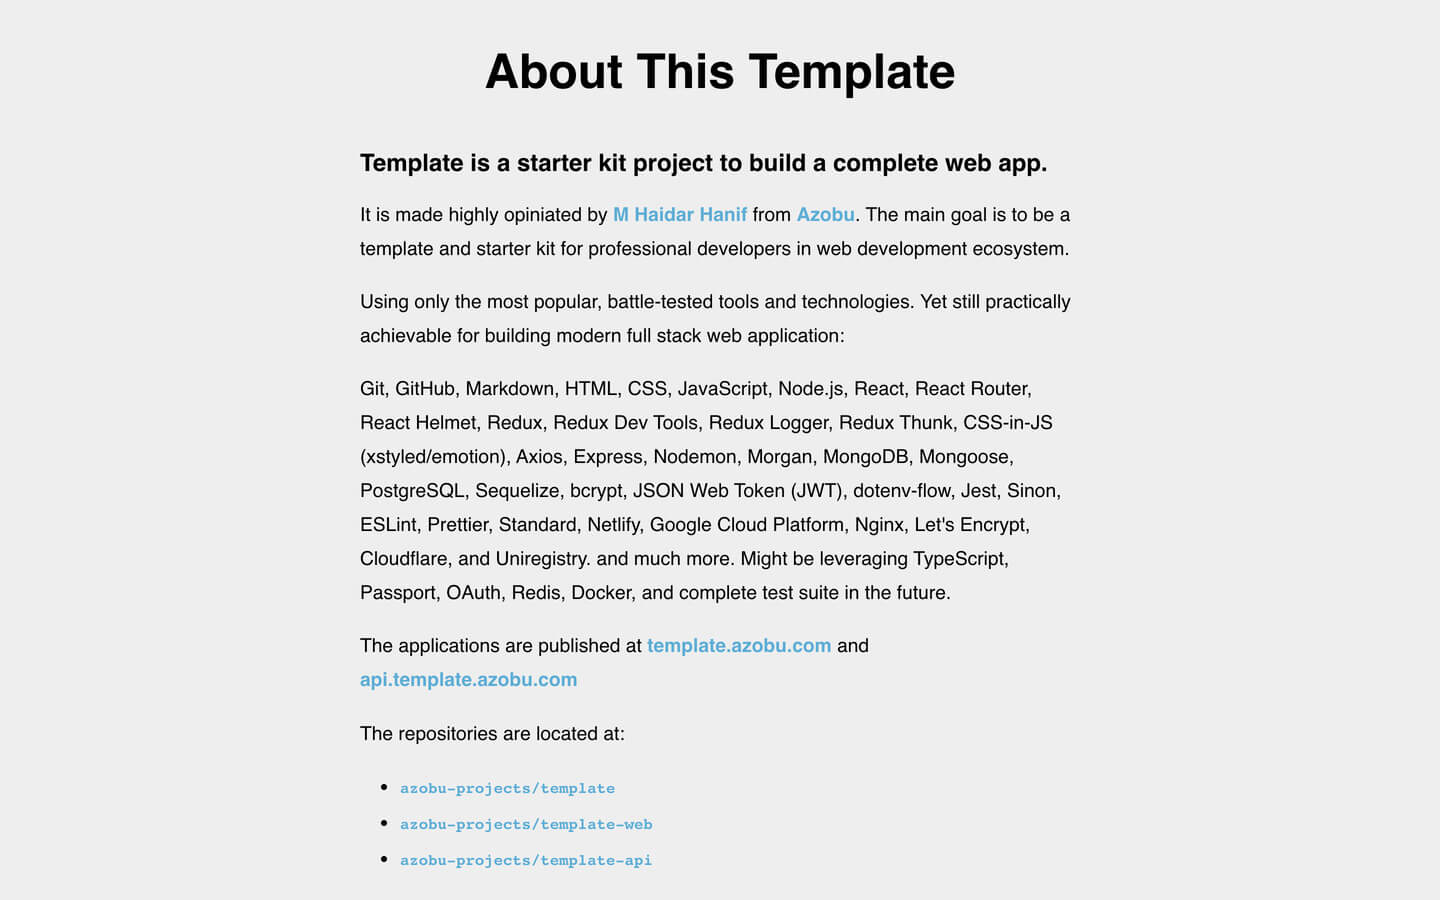 About This Template
Template is a starter kit project to build a complete web app.
It is made highly opiniated by M Haidar Hanif from Azobu. The main goal is to be a
template and starter kit for professional developers in web development ecosystem.
Using only the most popular, battle-tested tools and technologies. Yet still practically
achievable for building modern full stack web application:
Git, GitHub, Markdown, HTML, CSS, JavaScript, Node.js, React, React Router,
React Helmet, Redux, Redux Dev Tools, Redux Logger, Redux Thunk, CSS-in-JS
(xstyled/emotion), Axios, Express, Nodemon, Morgan, MongoDB, Mongoose,
PostgreSQL, Sequelize, bcrypt, JSON Web Token (JWT), dotenv-flow, Jest, Sinon,
ESLint, Prettier, Standard, Netlify, Google Cloud Platform, Nginx, Let's Encrypt,
Cloudflare, and Uniregistry. and much more. Might be leveraging TypeScript,
Passport, OAuth, Redis, Docker, and complete test suite in the future.
The applications are published at template.azobu.com and
api.template.azobu.com
The repositories are located at:
• azobu-projects/template
• azobu-projects/template-web
• azobu-projects/template-api